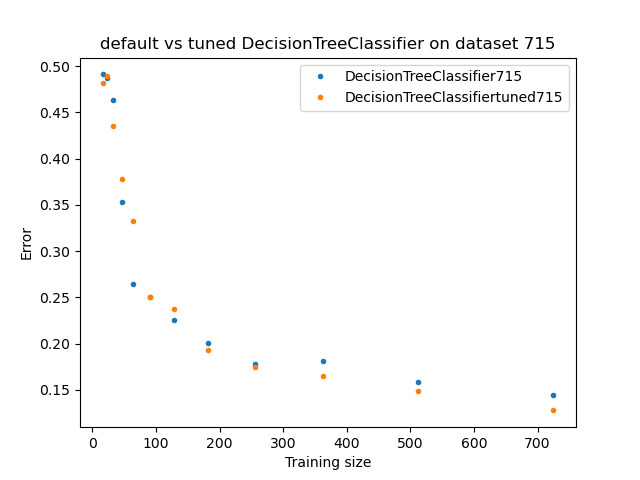 default vs tuned DecisionTreeClassifier on dataset 715
DecisionTreeClassifier715
DecisionTreeClassifiertuned715
Error
0.50
0.45
0.40
0.35
0.30
0.25
0.20
0.15
0 100 200 300 400 500 600 700
Training size